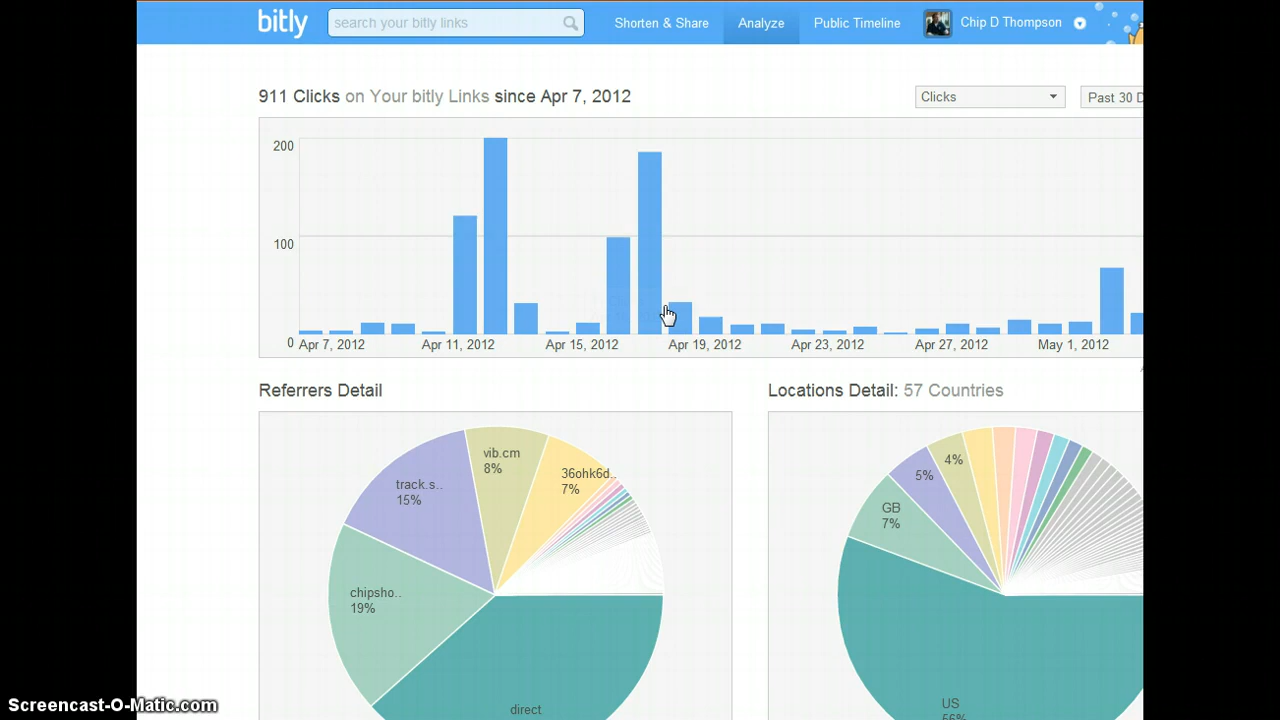 bitly
search your bitly links
Shorten & Share
Analyze
Public Timeline
Chip D Thompson
911 Clicks on Your bitly Links since Apr 7, 2012
Clicks
Past 30 D
200
100
0
Apr 7, 2012
Apr 11, 2012
Apr 15, 2012
Apr 19, 2012
Apr 23, 2012
Apr 27, 2012
May 1, 2012
Referrers Detail
Locations Detail: 57 Countries
vib.cm
8%
36ohk6d..
7%
track.s..
15%
chipsho..
19%
direct
4%
5%
GB
7%
US
56%
Screencast-O-Matic.com